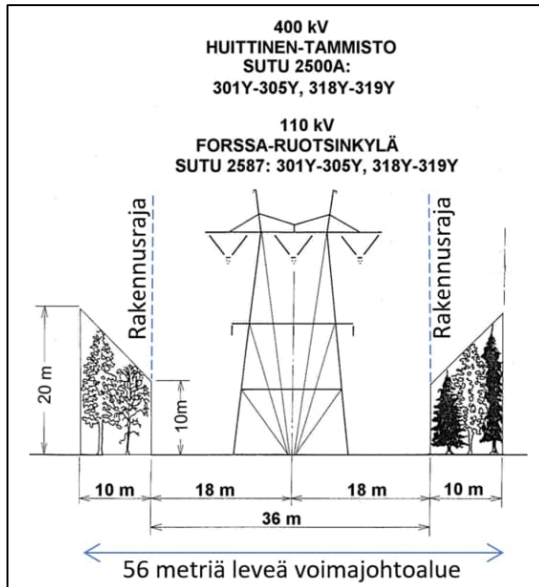 400 kV
HUITTINEN-TAMMISTO
SUTU 2500A:
301Y-305Y, 318Y-319Y
110 kV
FORSSA-RUOTSINKYLÄ
SUTU 2587: 301Y-305Y, 318Y-319Y
Rakennusraja
Rakennusraja
20 m
10m
10 m
18 m
18 m
10 m
36 m
56 metriä leveä voimajohtoalue